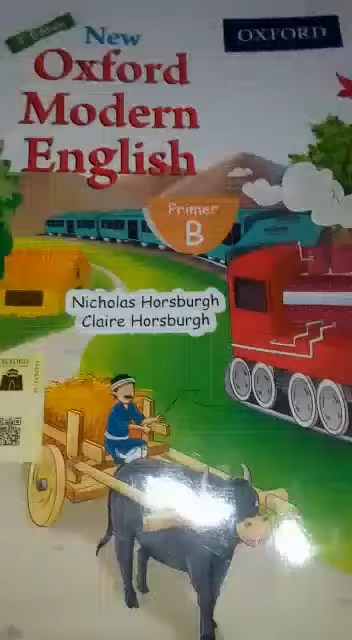 New
OXFORD
Oxford
Modern
English
Primer
B
Nicholas Horsburgh
Claire Horsburgh
OXFORD